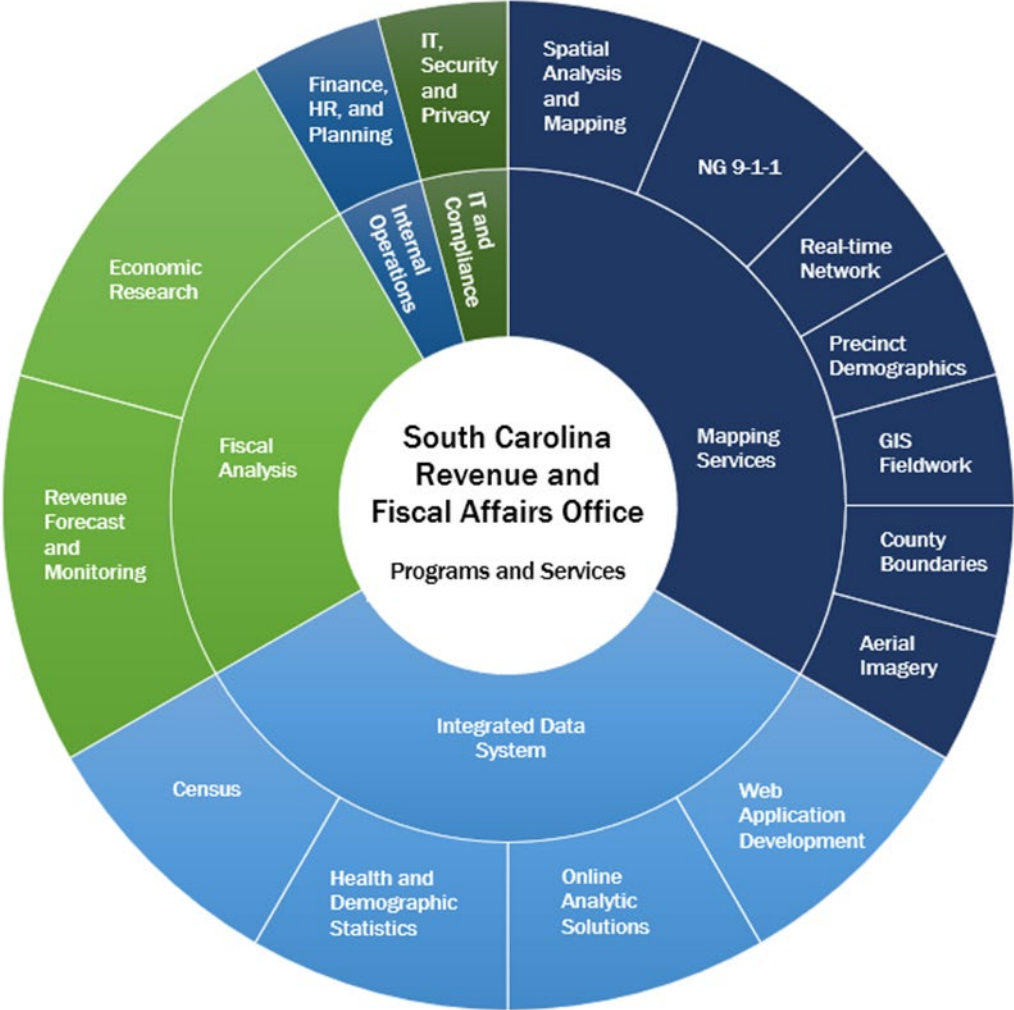 South Carolina
Revenue and
Fiscal Affairs Office
Programs and Services
Mapping
Services
Spatial
Analysis
and
Mapping
NG 9-1-1
Real-time
Network
Precinct
Demographics
GIS
Fieldwork
County
Boundaries
Aerial
Imagery
Integrated Data
System
Web
Application
Development
Online
Analytic
Solutions
Health and
Demographic
Statistics
Census
Fiscal
Analysis
Revenue
Forecast
and
Monitoring
Economic
Research
Internal
Operations
Finance,
HR, and
Planning
IT and
Compliance
IT,
Security
and
Privacy